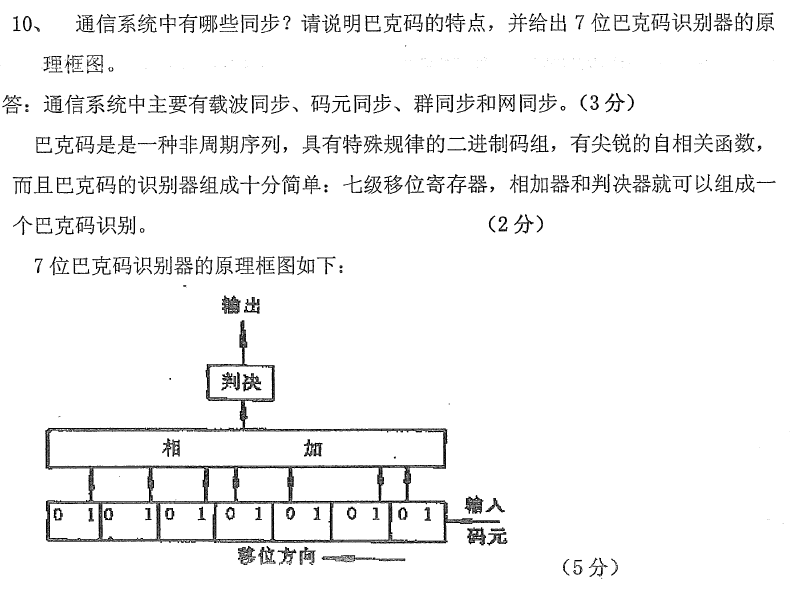 10、 通信系统中有哪些同步？请说明巴克码的特点，并给出 7 位巴克码识别器的原
理框图。
答：通信系统中主要有载波同步、码元同步、群同步和网同步。（3 分）
巴克码是是一种非周期序列，具有特殊规律的二进制码组，有尖锐的自相关函数，
而且巴克码的识别器组成十分简单：七级移位寄存器，相加器和判决器就可以组成一
个巴克码识别。 （2 分）
7 位巴克码识别器的原理框图如下：
输出
判决
相 加
0 1 0 1 0 1 0 1 0 1 0 1 0 1
输入
码元
移位方向
（5 分）